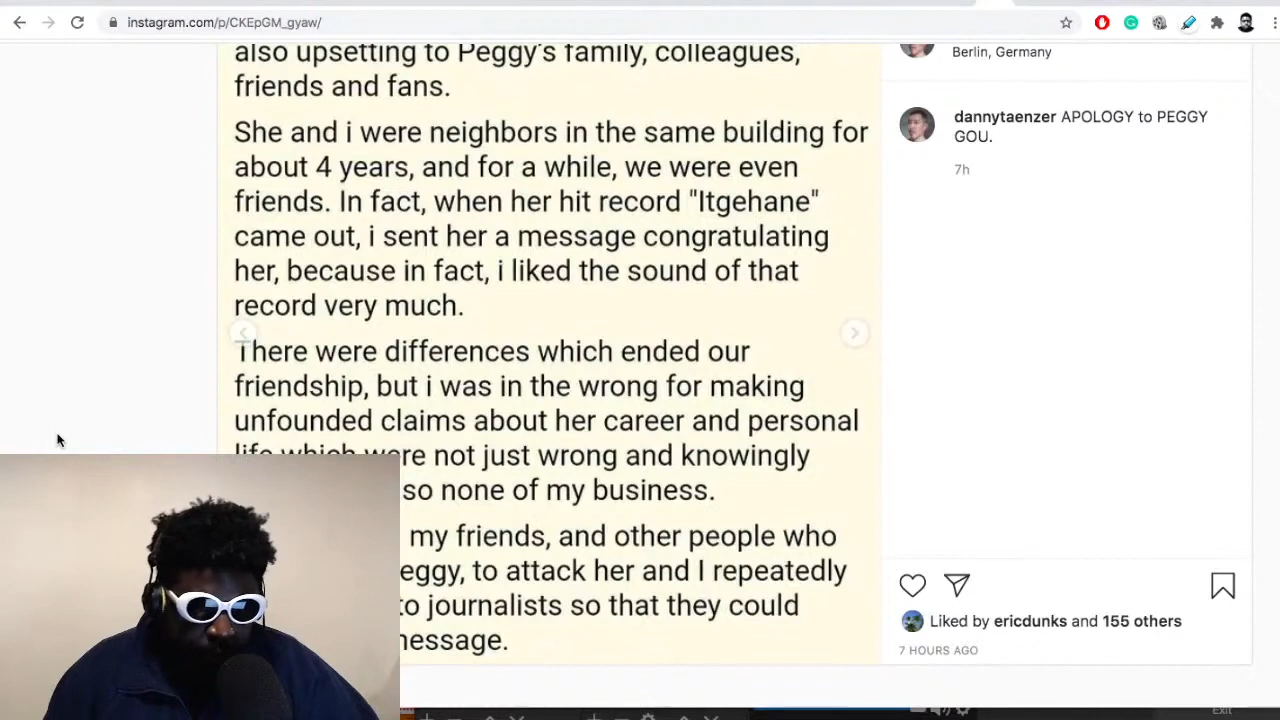 instagram.com/p/CKEpGM_gyaw/
also upsetting to Peggy's family, colleagues,
friends and fans.
She and i were neighbors in the same building for
about 4 years, and for a while, we were even
friends. In fact, when her hit record "Itgehane"
came out, i sent her a message congratulating
her, because in fact, i liked the sound of that
record very much.
There were differences which ended our
friendship, but i was in the wrong for making
unfounded claims about her career and personal
life which were not just wrong and knowingly
so none of my business.
my friends, and other people who
eggy, to attack her and I repeatedly
to journalists so that they could
message.
Berlin, Germany
dannytaenzer APOLOGY to PEGGY
GOU.
7h
Liked by ericdunks and 155 others
7 HOURS AGO
Exit